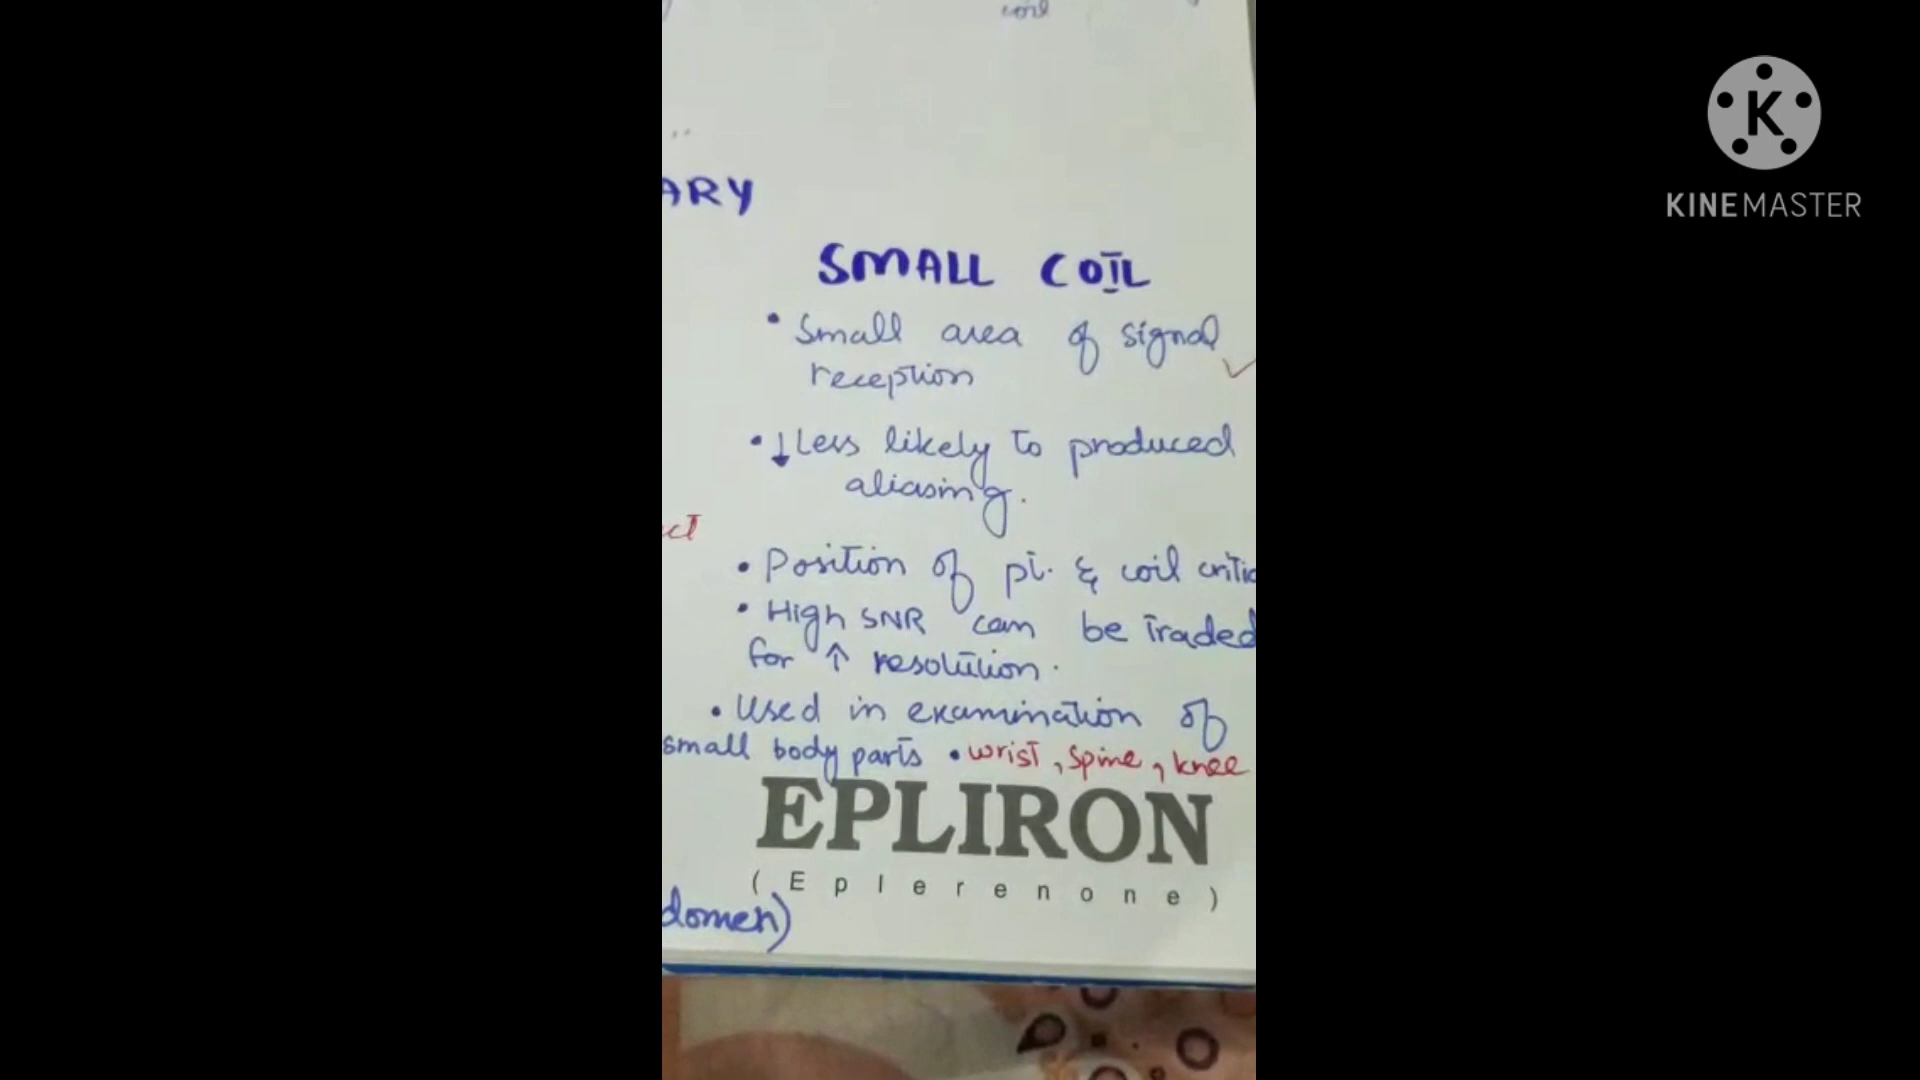 coil
ARY
SMALL COIL
• Small area of signal
reception
• ↓ Less likely to produced
aliasing.
ct
• Position of pt. & coil critic
• High SNR can be traded
for ↑ resolution.
• Used in examination of
small body parts • wrist, spine, knee
EPLIRON
(Eplerenone)
domen)
KINEMASTER